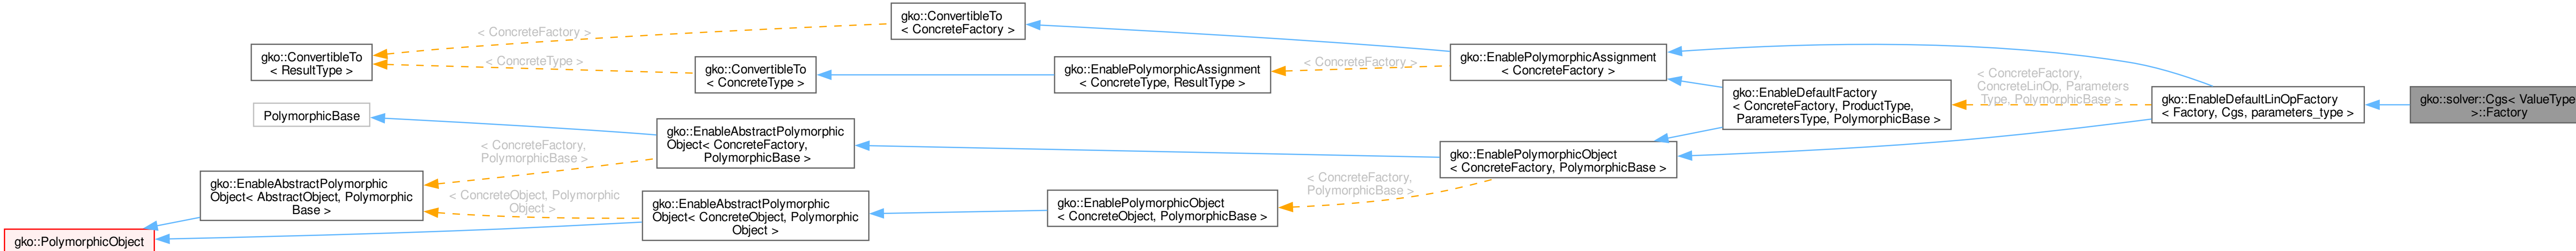 gko::ConvertibleTo
< ConcreteFactory >
< ConcreteFactory >
gko::ConvertibleTo
< ResultType >
< ConcreteType >
gko::ConvertibleTo
< ConcreteType >
gko::EnablePolymorphicAssignment
< ConcreteType, ResultType >
< ConcreteFactory >
gko::EnablePolymorphicAssignment
< ConcreteFactory >
gko::EnableDefaultFactory
< ConcreteFactory, ProductType,
ParametersType, PolymorphicBase >
< ConcreteFactory,
ConcreteLinOp, Parameters
Type, PolymorphicBase >
gko::EnableDefaultLinOpFactory
< Factory, Cgs, parameters_type >
gko::solver::Cgs< ValueType
>::Factory
PolymorphicBase
gko::EnableAbstractPolymorphic
Object< ConcreteFactory,
PolymorphicBase >
< ConcreteFactory,
PolymorphicBase >
gko::EnablePolymorphicObject
< ConcreteFactory, PolymorphicBase >
gko::EnableAbstractPolymorphic
Object< AbstractObject, Polymorphic
Base >
< ConcreteObject, Polymorphic
Object >
gko::EnableAbstractPolymorphic
Object< ConcreteObject, Polymorphic
Object >
gko::EnablePolymorphicObject
< ConcreteObject, PolymorphicBase >
< ConcreteFactory,
PolymorphicBase >
gko::PolymorphicObject